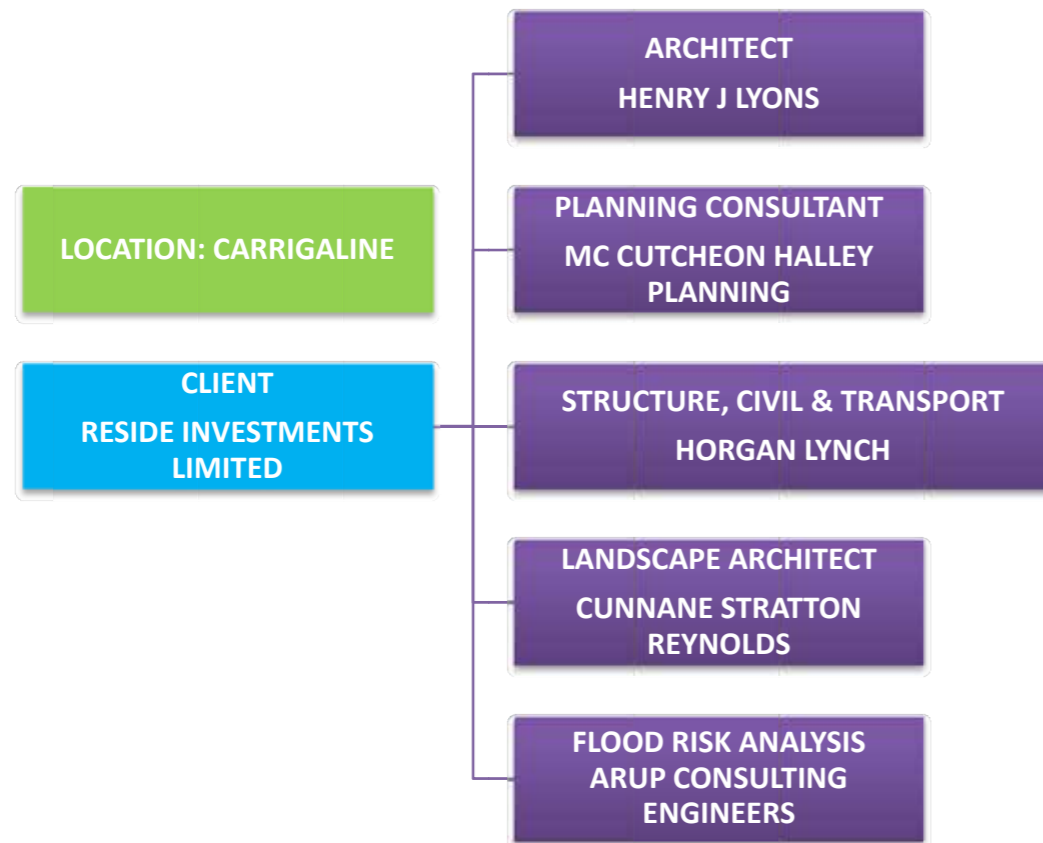 ARCHITECT
HENRY J LYONS
LOCATION: CARRIGALINE
PLANNING CONSULTANT
MC CUTCHEON HALLEY
PLANNING
CLIENT
RESIDE INVESTMENTS
LIMITED
STRUCTURE, CIVIL & TRANSPORT
HORGAN LYNCH
LANDSCAPE ARCHITECT
CUNNANE STRATTON
REYNOLDS
FLOOD RISK ANALYSIS
ARUP CONSULTING
ENGINEERS